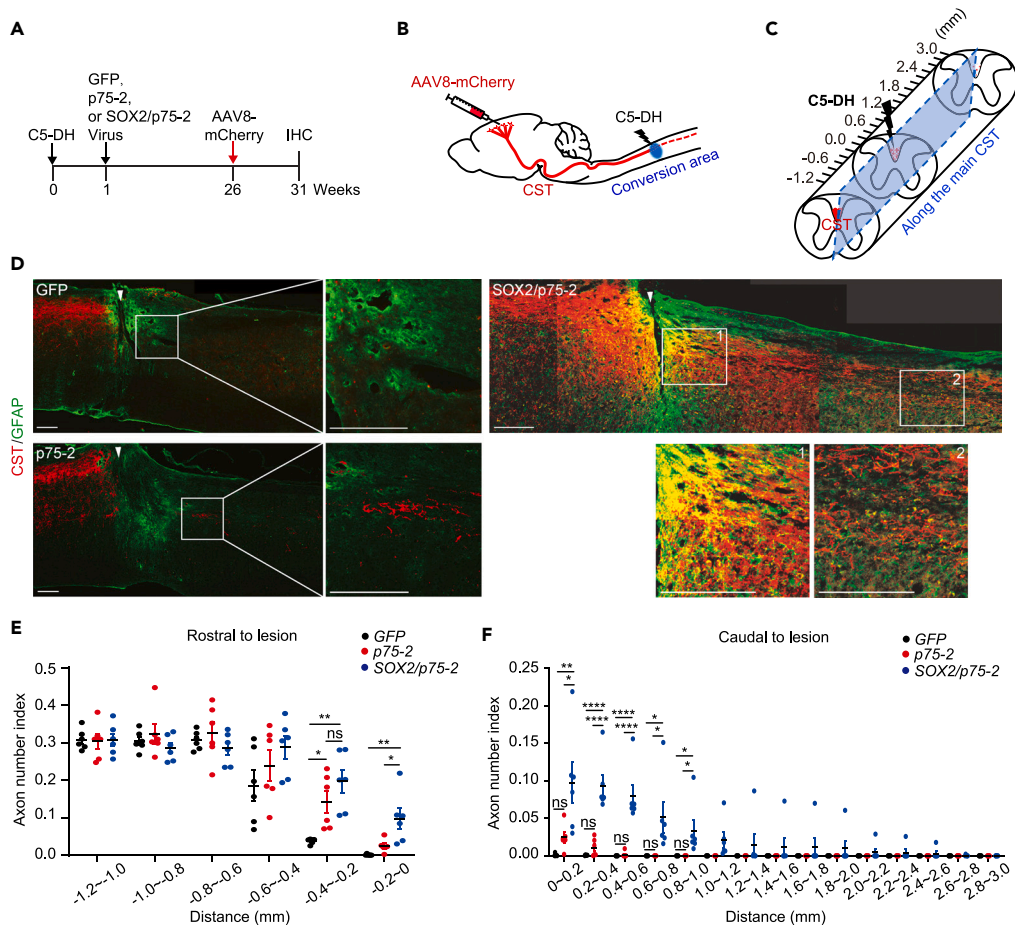 A
GFP,
p75-2,
or SOX2/p75-2
Virus
C5-DH
AAV8-
mCherry
IHC
0
1
26
31
Weeks
B
AAV8-mCherry
C5-DH
CST
Conversion area
C
(mm)
3.0
2.4
1.8
1.2
0.6
0.0
-0.6
-1.2
C5-DH
CST
Along the main CST
D
CST/GFAP
GFP
SOX2/p75-2
1
2
p75-2
1
2
E
Rostral to lesion
GFP
p75-2
SOX2/p75-2
Axon number index
0.5
0.4
0.3
0.2
0.1
0.0
**
ns
*
**
*
-1.2~-1.0
-1.0~-0.8
-0.8~-0.6
-0.6~-0.4
-0.4~-0.2
-0.2~0
Distance (mm)
F
Caudal to lesion
GFP
p75-2
SOX2/p75-2
Axon number index
0.25
0.20
0.15
0.10
0.05
0.00
**
*
****
****
****
****
*
*
*
*
ns
ns
ns
ns
ns
0~0.2
0.2~0.4
0.4~0.6
0.6~0.8
0.8~1.0
1.0~1.2
1.2~1.4
1.4~1.6
1.6~1.8
1.8~2.0
2.0~2.2
2.2~2.4
2.4~2.6
2.6~2.8
2.8~3.0
Distance (mm)